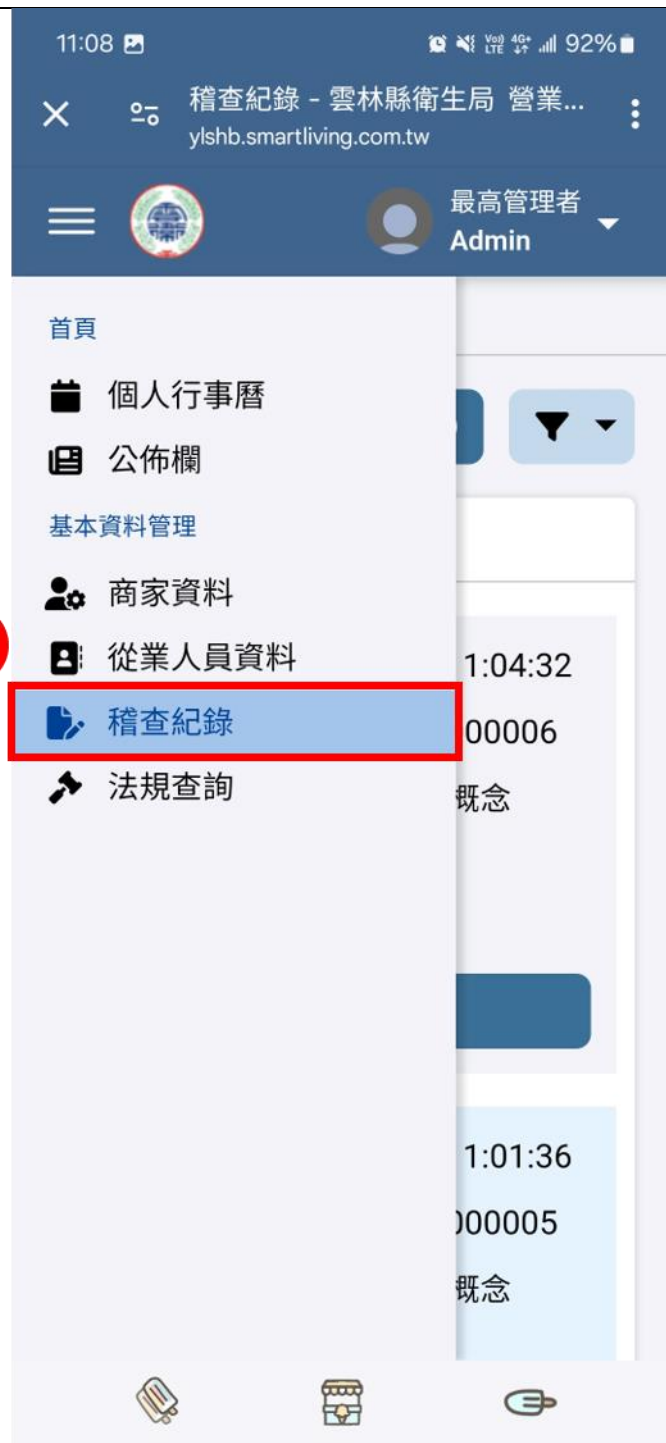 11:08 Vo)) LTE 4G+ 92%
稽查紀錄 - 雲林縣衛生局 營業...
ylshb.smartliving.com.tw
最高管理者
Admin
首頁
個人行事曆
公佈欄
基本資料管理
商家資料
從業人員資料
1:04:32
稽查紀錄
00006
法規查詢
概念
1:01:36
000005
概念